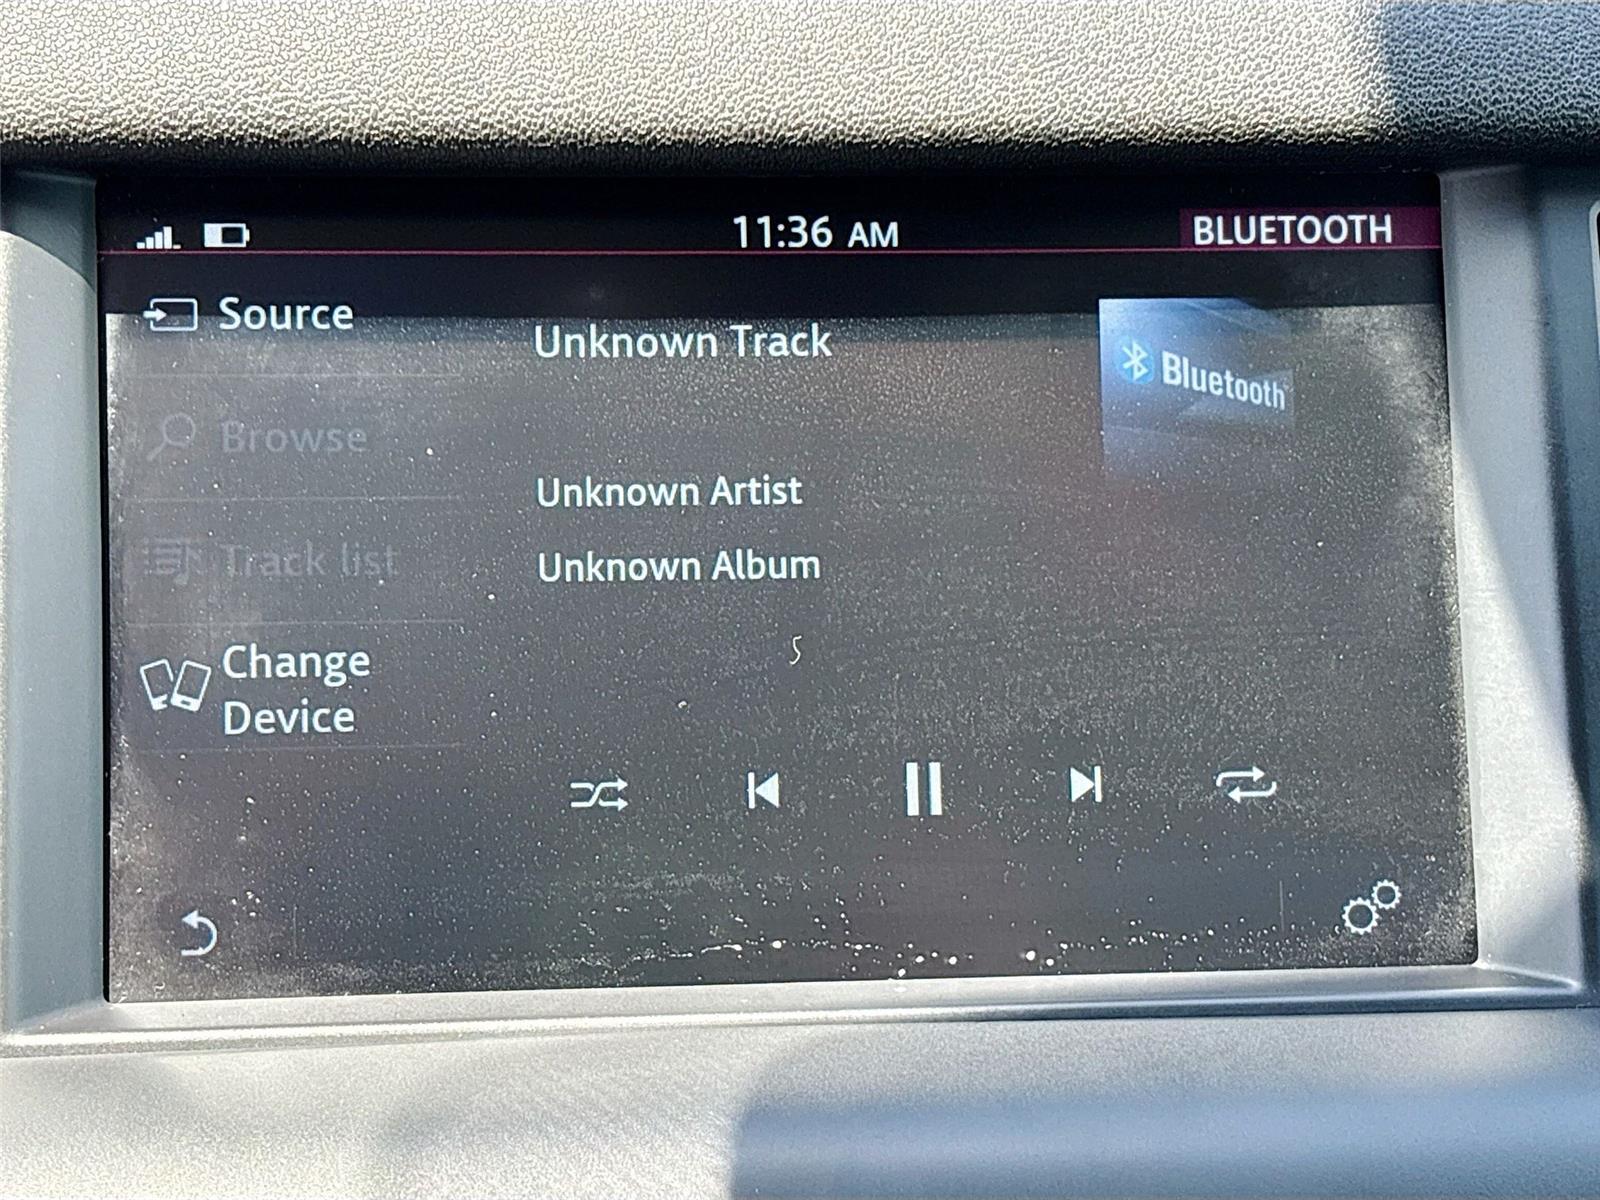 11:36 AM
BLUETOOTH
Source
Browse
Track list
Change
Device
Unknown Track
Unknown Artist
Unknown Album
Bluetooth